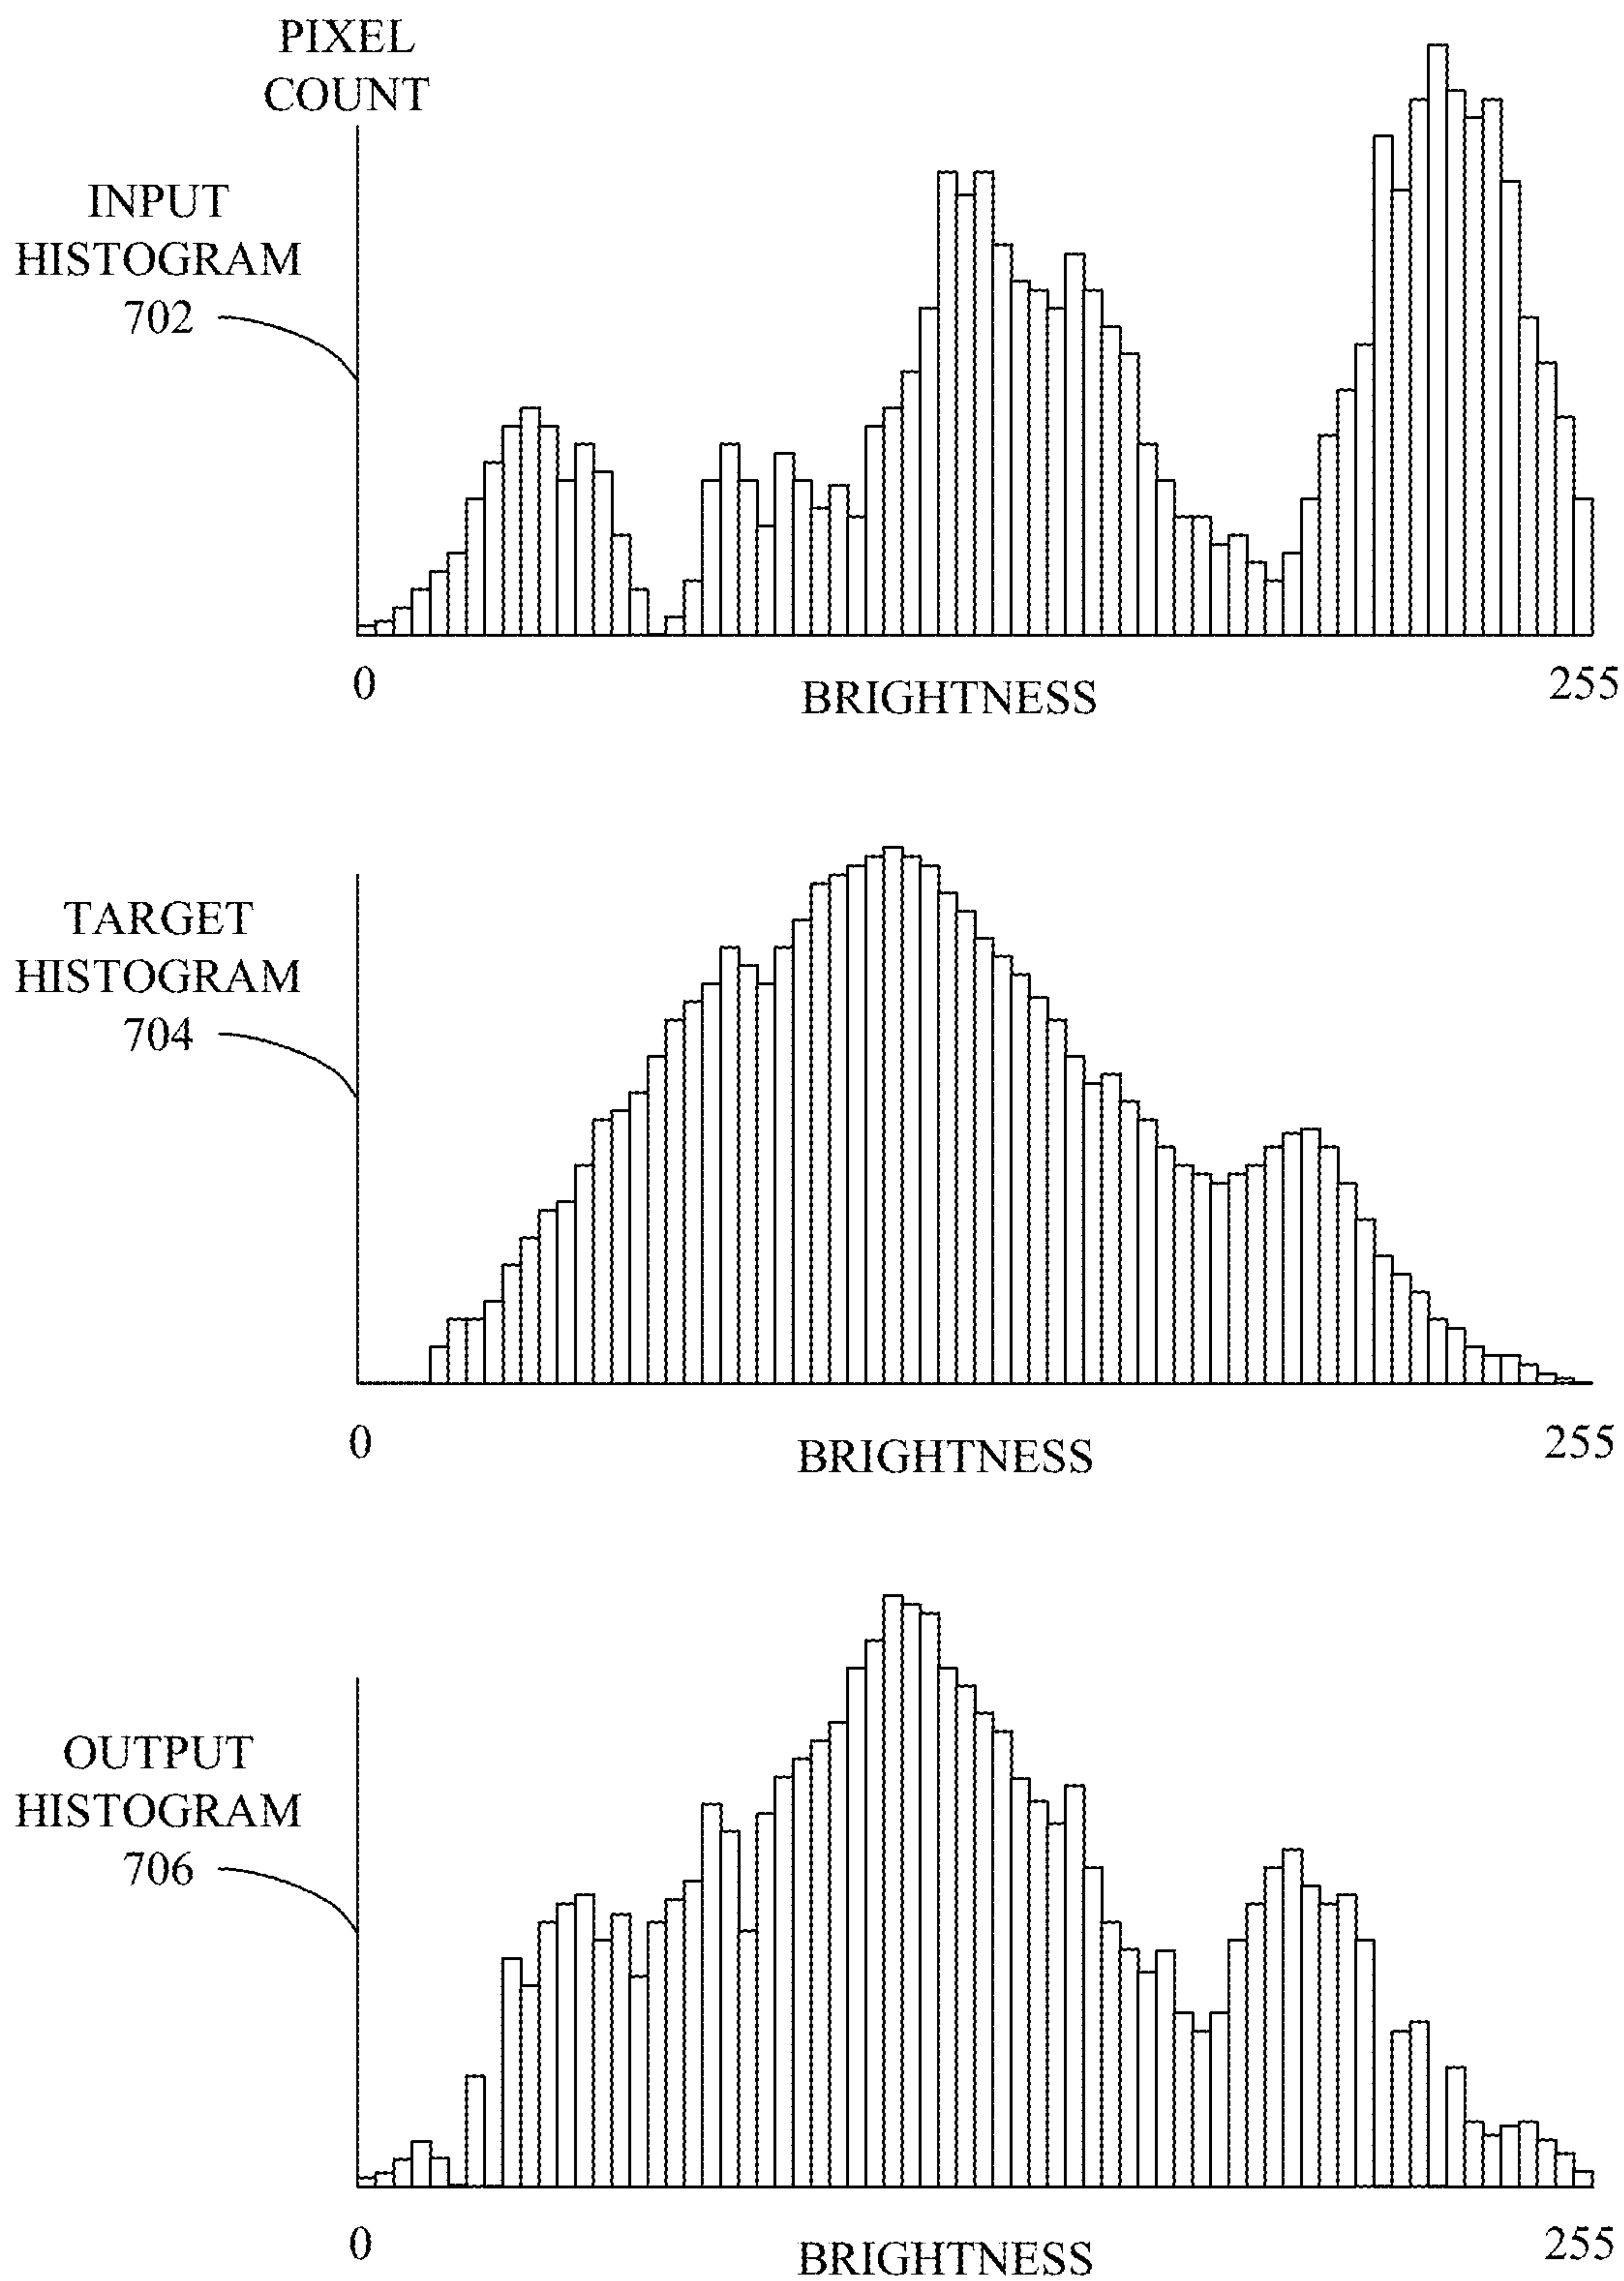 PIXEL
COUNT
INPUT
HISTOGRAM
702
0
BRIGHTNESS
255
TARGET
HISTOGRAM
704
0
BRIGHTNESS
255
OUTPUT
HISTOGRAM
706
0
BRIGHTNESS
255